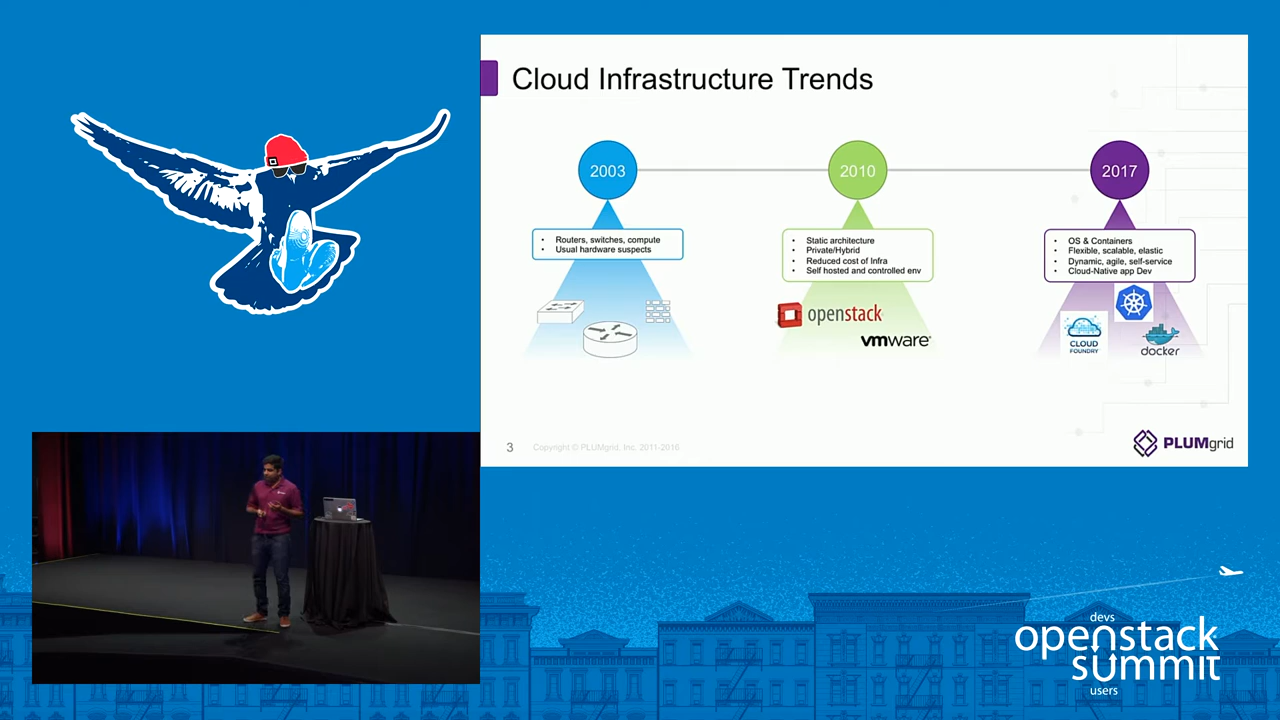 Cloud Infrastructure Trends
2003
2010
2017
• Routers, switches, compute
• Usual hardware suspects
• Static architecture
• Private/Hybrid
• Reduced cost of Infra
• Self hosted and controlled env
• OS & Containers
• Flexible, scalable, elastic
• Dynamic, agile, self-service
• Cloud-Native app Dev
openstack
vmware
CLOUD
FOUNDRY
docker
3
Copyright © PLUMgrid, Inc. 2011-2016
PLUMgrid
devs
openstack
summit
users